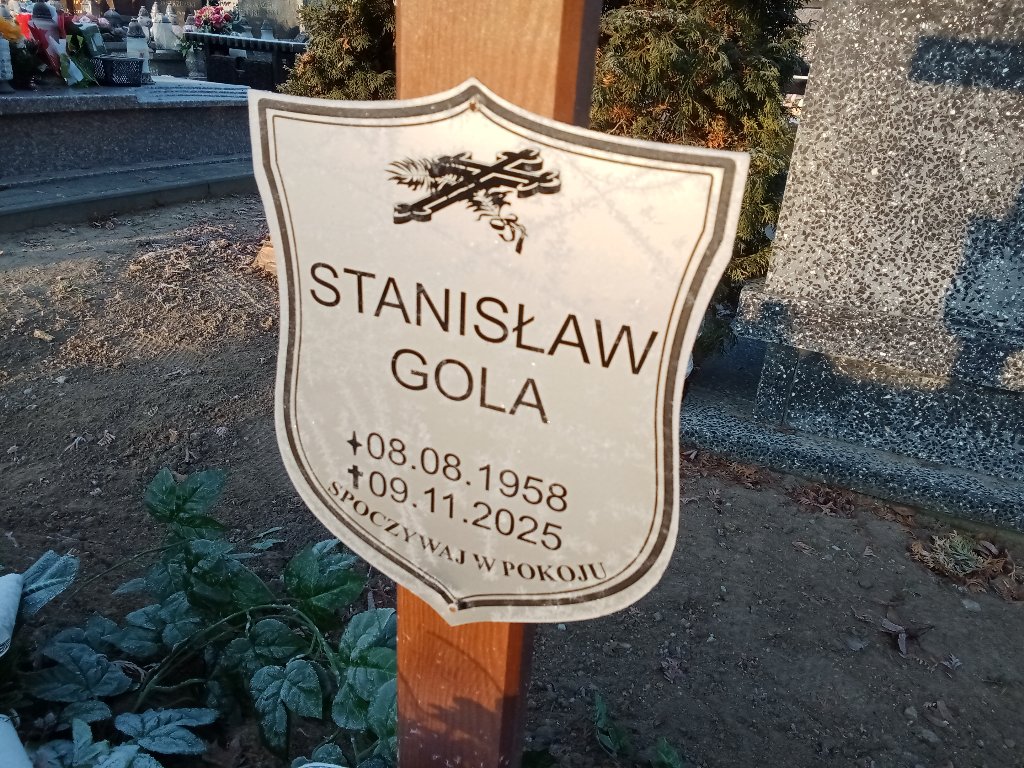 STANISŁAW
GOLA
08.08.1958
✝09.11.2025
SPOCZYWAJ W POKOJU